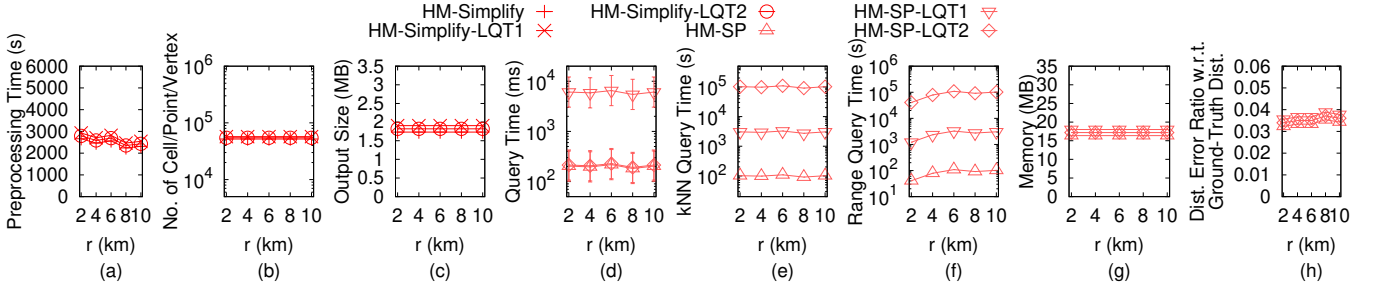 HM-Simplify
HM-Simplify-LQT1
HM-Simplify-LQT2
HM-SP
HM-SP-LQT1
HM-SP-LQT2
Preprocessing Time (s)
6000
5000
4000
3000
2000
1000
0
2 4 6 8 10
r (km)
(a)
No. of Cell/Point/Vertex
10^6
10^5
10^4
2 4 6 8 10
r (km)
(b)
Output Size (MB)
3.5
3
2.5
2
1.5
1
0.5
0
2 4 6 8 10
r (km)
(c)
Query Time (ms)
10^4
10^3
10^2
2 4 6 8 10
r (km)
(d)
kNN Query Time (s)
10^5
10^4
10^3
10^2
2 4 6 8 10
r (km)
(e)
Range Query Time (s)
10^6
10^5
10^4
10^3
10^2
10^1
2 4 6 8 10
r (km)
(f)
Memory (MB)
35
30
25
20
15
10
5
0
2 4 6 8 10
r (km)
(g)
Dist. Error Ratio w.r.t.
Ground-Truth Dist.
0.06
0.05
0.04
0.03
0.02
0.01
0
2 4 6 8 10
r (km)
(h)